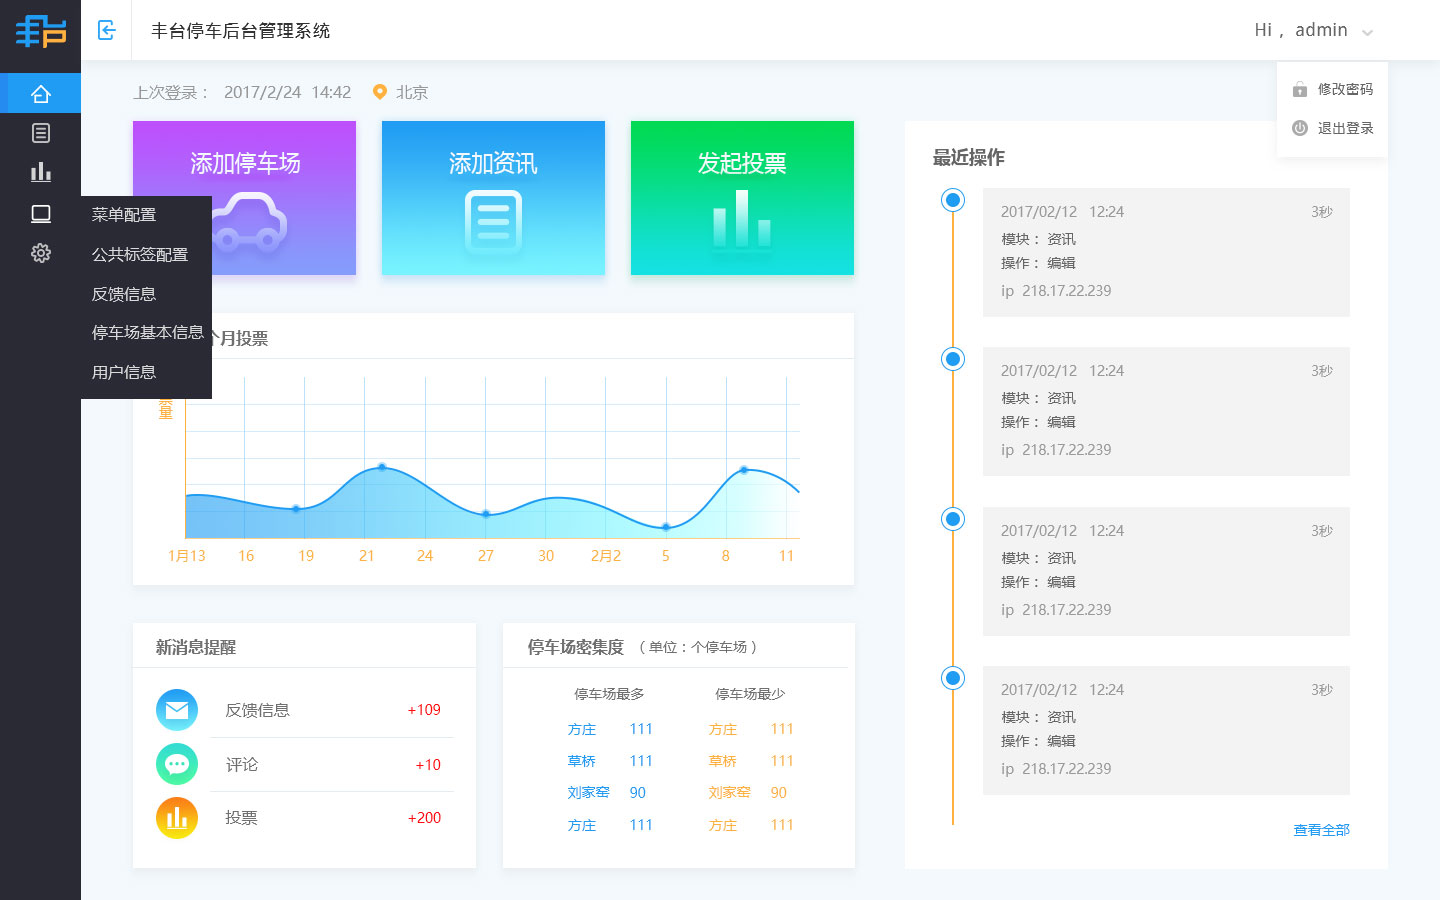 丰台停车后台管理系统
Hi ， admin
修改密码
退出登录
上次登录： 2017/2/24 14:42 北京
添加停车场
添加资讯
发起投票
菜单配置
公共标签配置
反馈信息
停车场基本信息
用户信息
个月投票
量
1月13 16 19 21 24 27 30 2月2 5 8 11
新消息提醒
反馈信息 +109
评论 +10
投票 +200
停车场密集度 （ 单位：个停车场 ）
停车场最多 停车场最少
方庄 111 方庄 111
草桥 111 草桥 111
刘家窑 90 刘家窑 90
方庄 111 方庄 111
最近操作
2017/02/12 12:24 3秒
模块： 资讯
操作： 编辑
ip 218.17.22.239
2017/02/12 12:24 3秒
模块： 资讯
操作： 编辑
ip 218.17.22.239
2017/02/12 12:24 3秒
模块： 资讯
操作： 编辑
ip 218.17.22.239
2017/02/12 12:24 3秒
模块： 资讯
操作： 编辑
ip 218.17.22.239
查看全部